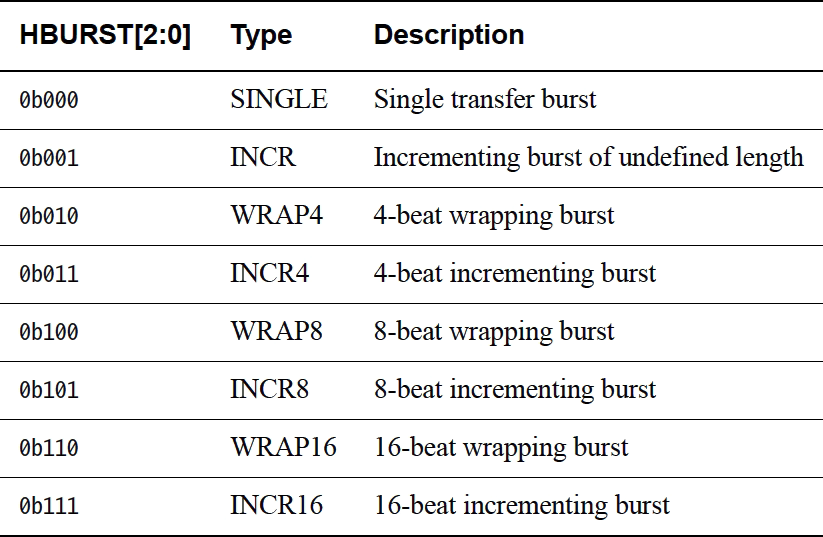 HBURST[2:0] Type Description
0b000 SINGLE Single transfer burst
0b001 INCR Incrementing burst of undefined length
0b010 WRAP4 4-beat wrapping burst
0b011 INCR4 4-beat incrementing burst
0b100 WRAP8 8-beat wrapping burst
0b101 INCR8 8-beat incrementing burst
0b110 WRAP16 16-beat wrapping burst
0b111 INCR16 16-beat incrementing burst